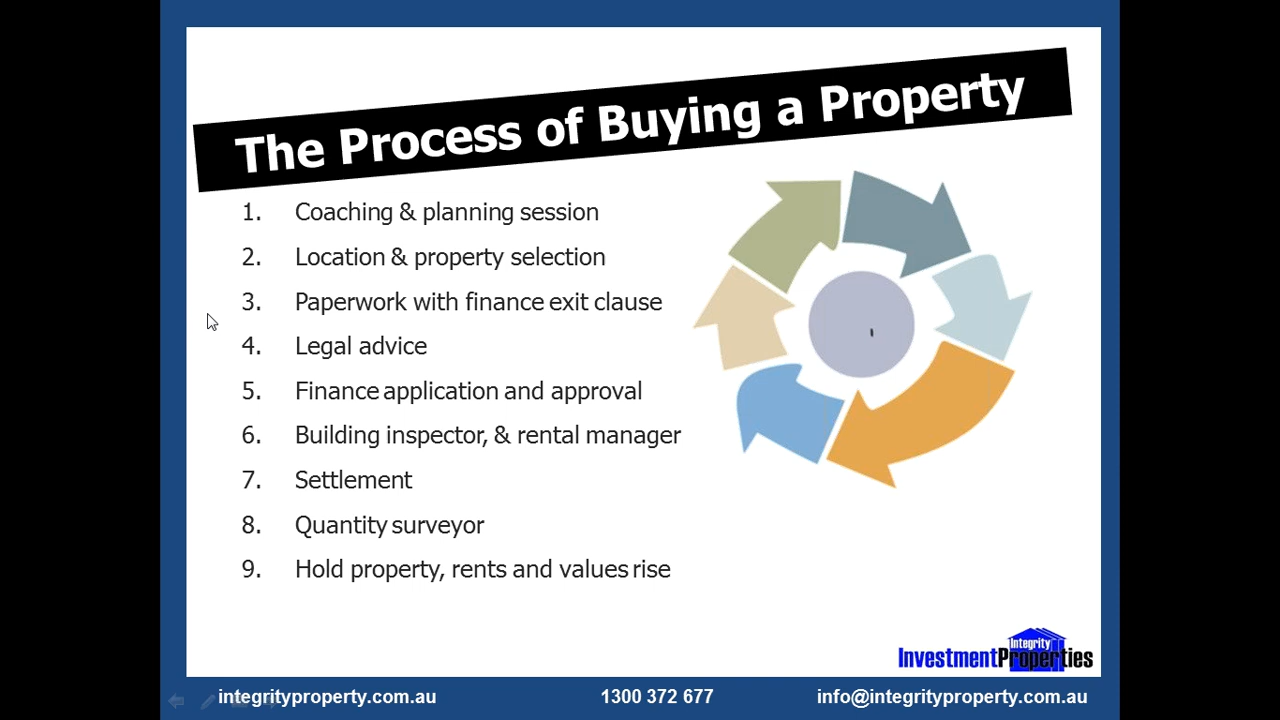 The Process of Buying a Property
1. Coaching & planning session
2. Location & property selection
3. Paperwork with finance exit clause
4. Legal advice
5. Finance application and approval
6. Building inspector, & rental manager
7. Settlement
8. Quantity surveyor
9. Hold property, rents and values rise
Integrity
InvestmentProperties
integrityproperty.com.au 1300 372 677 info@integrityproperty.com.au